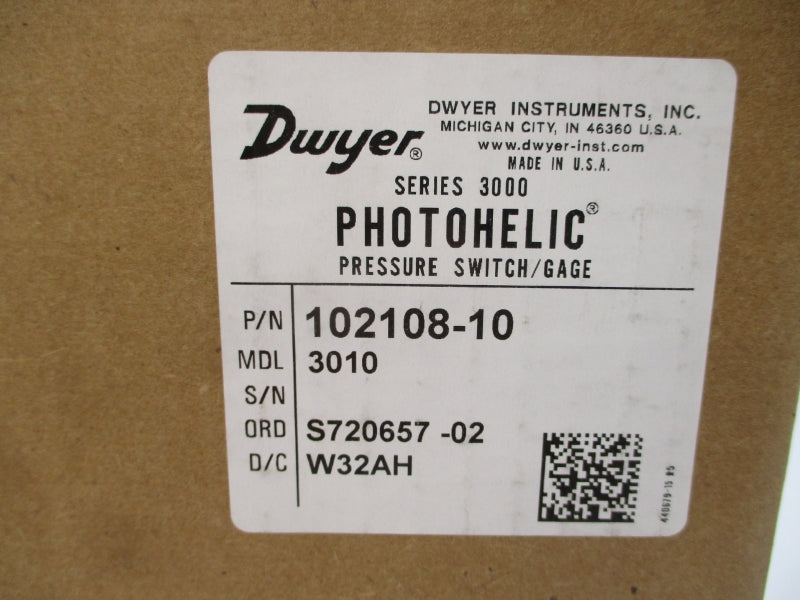 Dwyer®
DWYER INSTRUMENTS, INC.
MICHIGAN CITY, IN 46360 U.S.A.
www.dwyer-inst.com
MADE IN U.S.A.
SERIES 3000
PHOTOHELIC®
PRESSURE SWITCH/GAGE
P/N 102108-10
MDL 3010
S/N
ORD S720657 -02
D/C W32AH